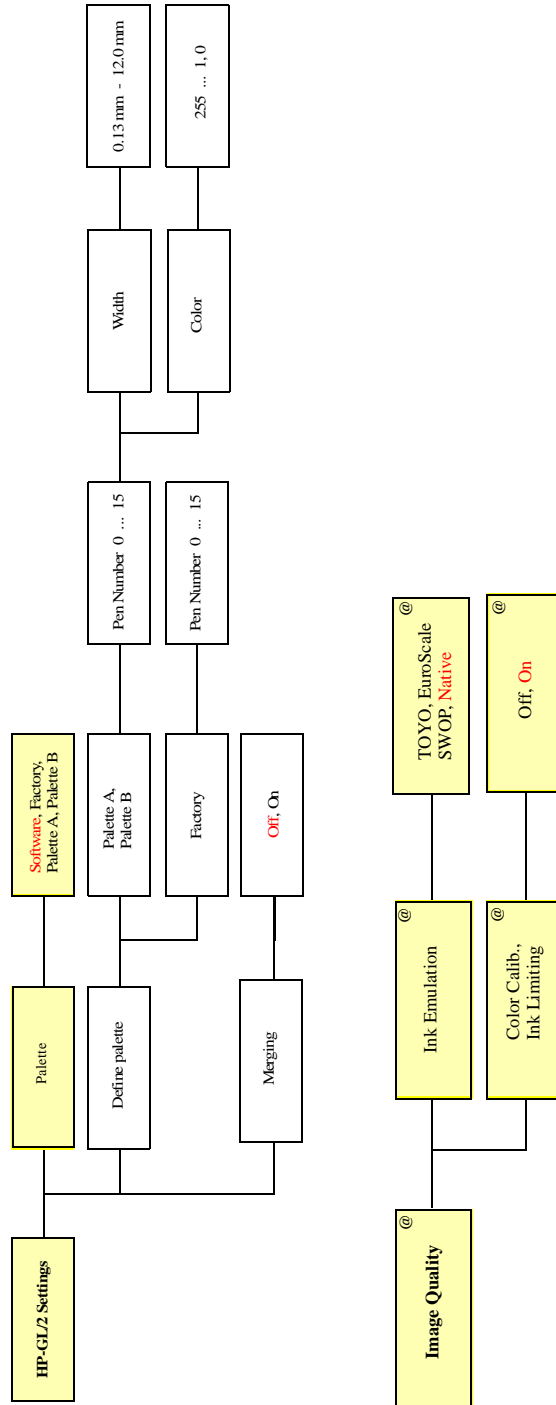 HP-GL/2 Settings
Palette
Software, Factory,
Palette A, Palette B
Define palette
Palette A,
Palette B
Pen Number 0 ... 15
Width
0.13 mm - 12.0 mm
Color
255 ... 1, 0
Factory
Pen Number 0 ... 15
Merging
Off, On
@
Image Quality
@
Ink Emulation
@
TOYO, EuroScale
SWOP, Native
@
Color Calib.,
Ink Limiting
@
Off, On